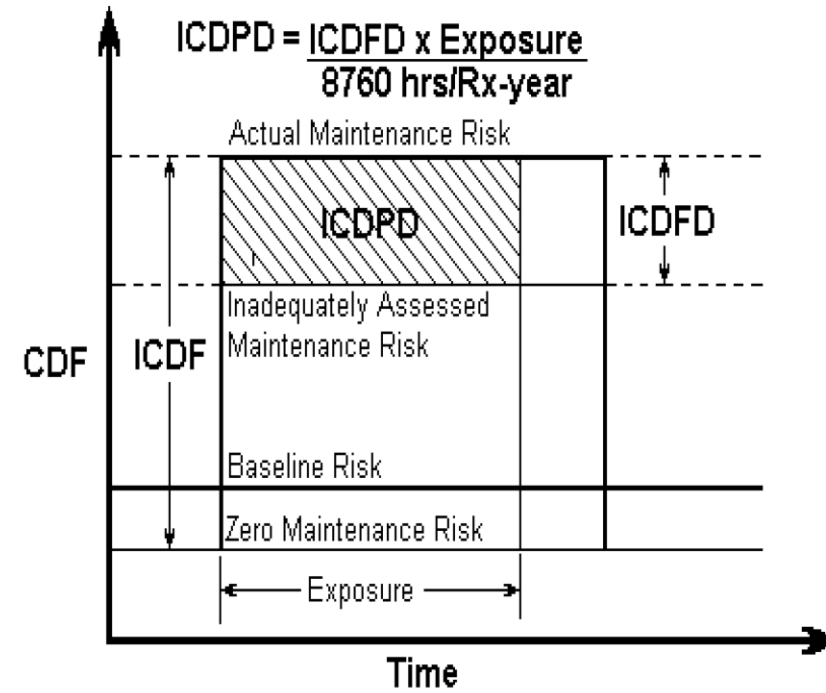 ICDPD = ICDFD x Exposure
8760 hrs/Rx-year
Actual Maintenance Risk
ICDPD
ICDFD
Inadequately Assessed
Maintenance Risk
CDF
ICDF
Baseline Risk
Zero Maintenance Risk
Exposure
Time